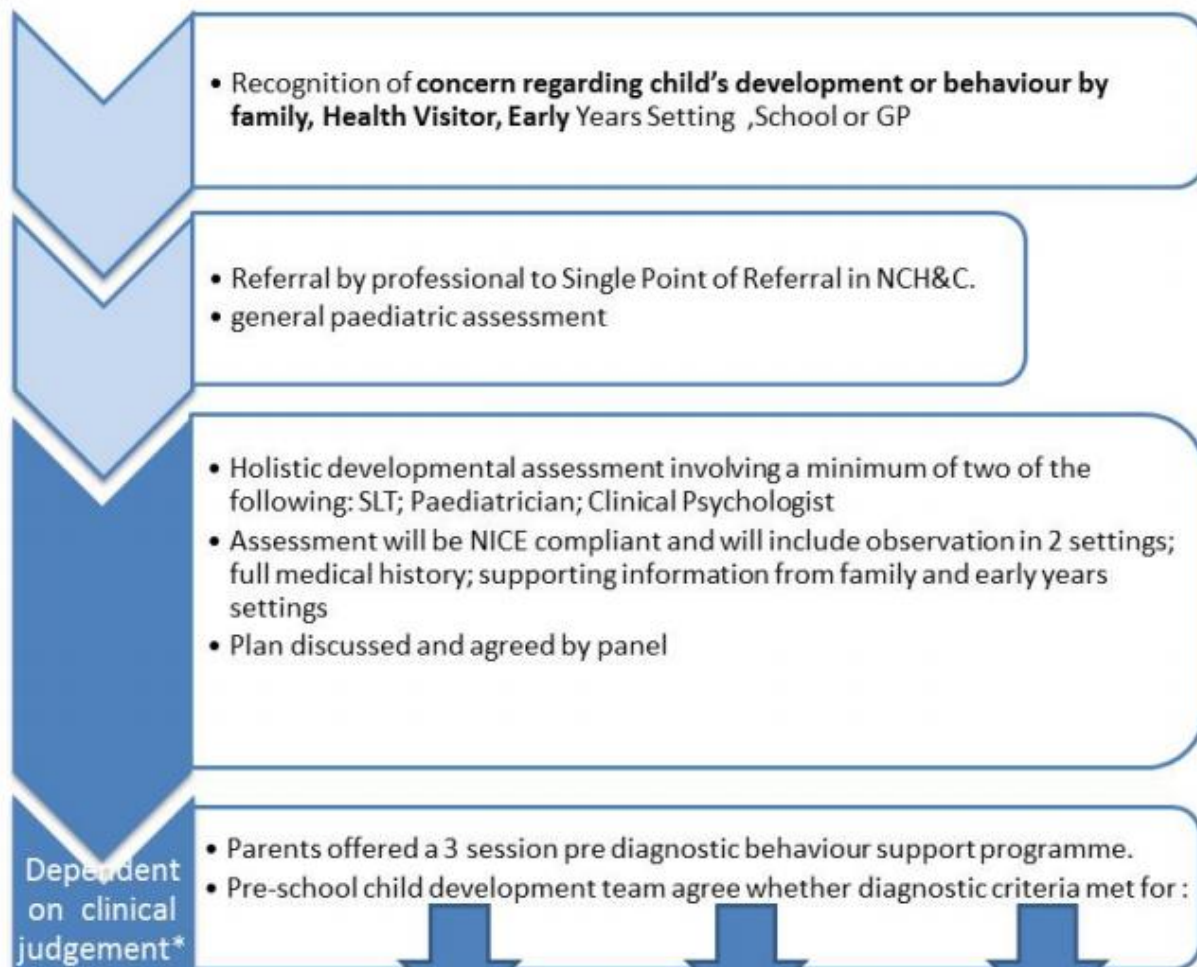 • Recognition of concern regarding child's development or behaviour by
family, Health Visitor, Early Years Setting ,School or GP
• Referral by professional to Single Point of Referral in NCH&C.
• general paediatric assessment
• Holistic developmental assessment involving a minimum of two of the
following: SLT; Paediatrician; Clinical Psychologist
• Assessment will be NICE compliant and will include observation in 2 settings;
full medical history; supporting information from family and early years
settings
• Plan discussed and agreed by panel
Dependent
on clinical
judgement*
• Parents offered a 3 session pre diagnostic behaviour support programme.
• Pre-school child development team agree whether diagnostic criteria met for :